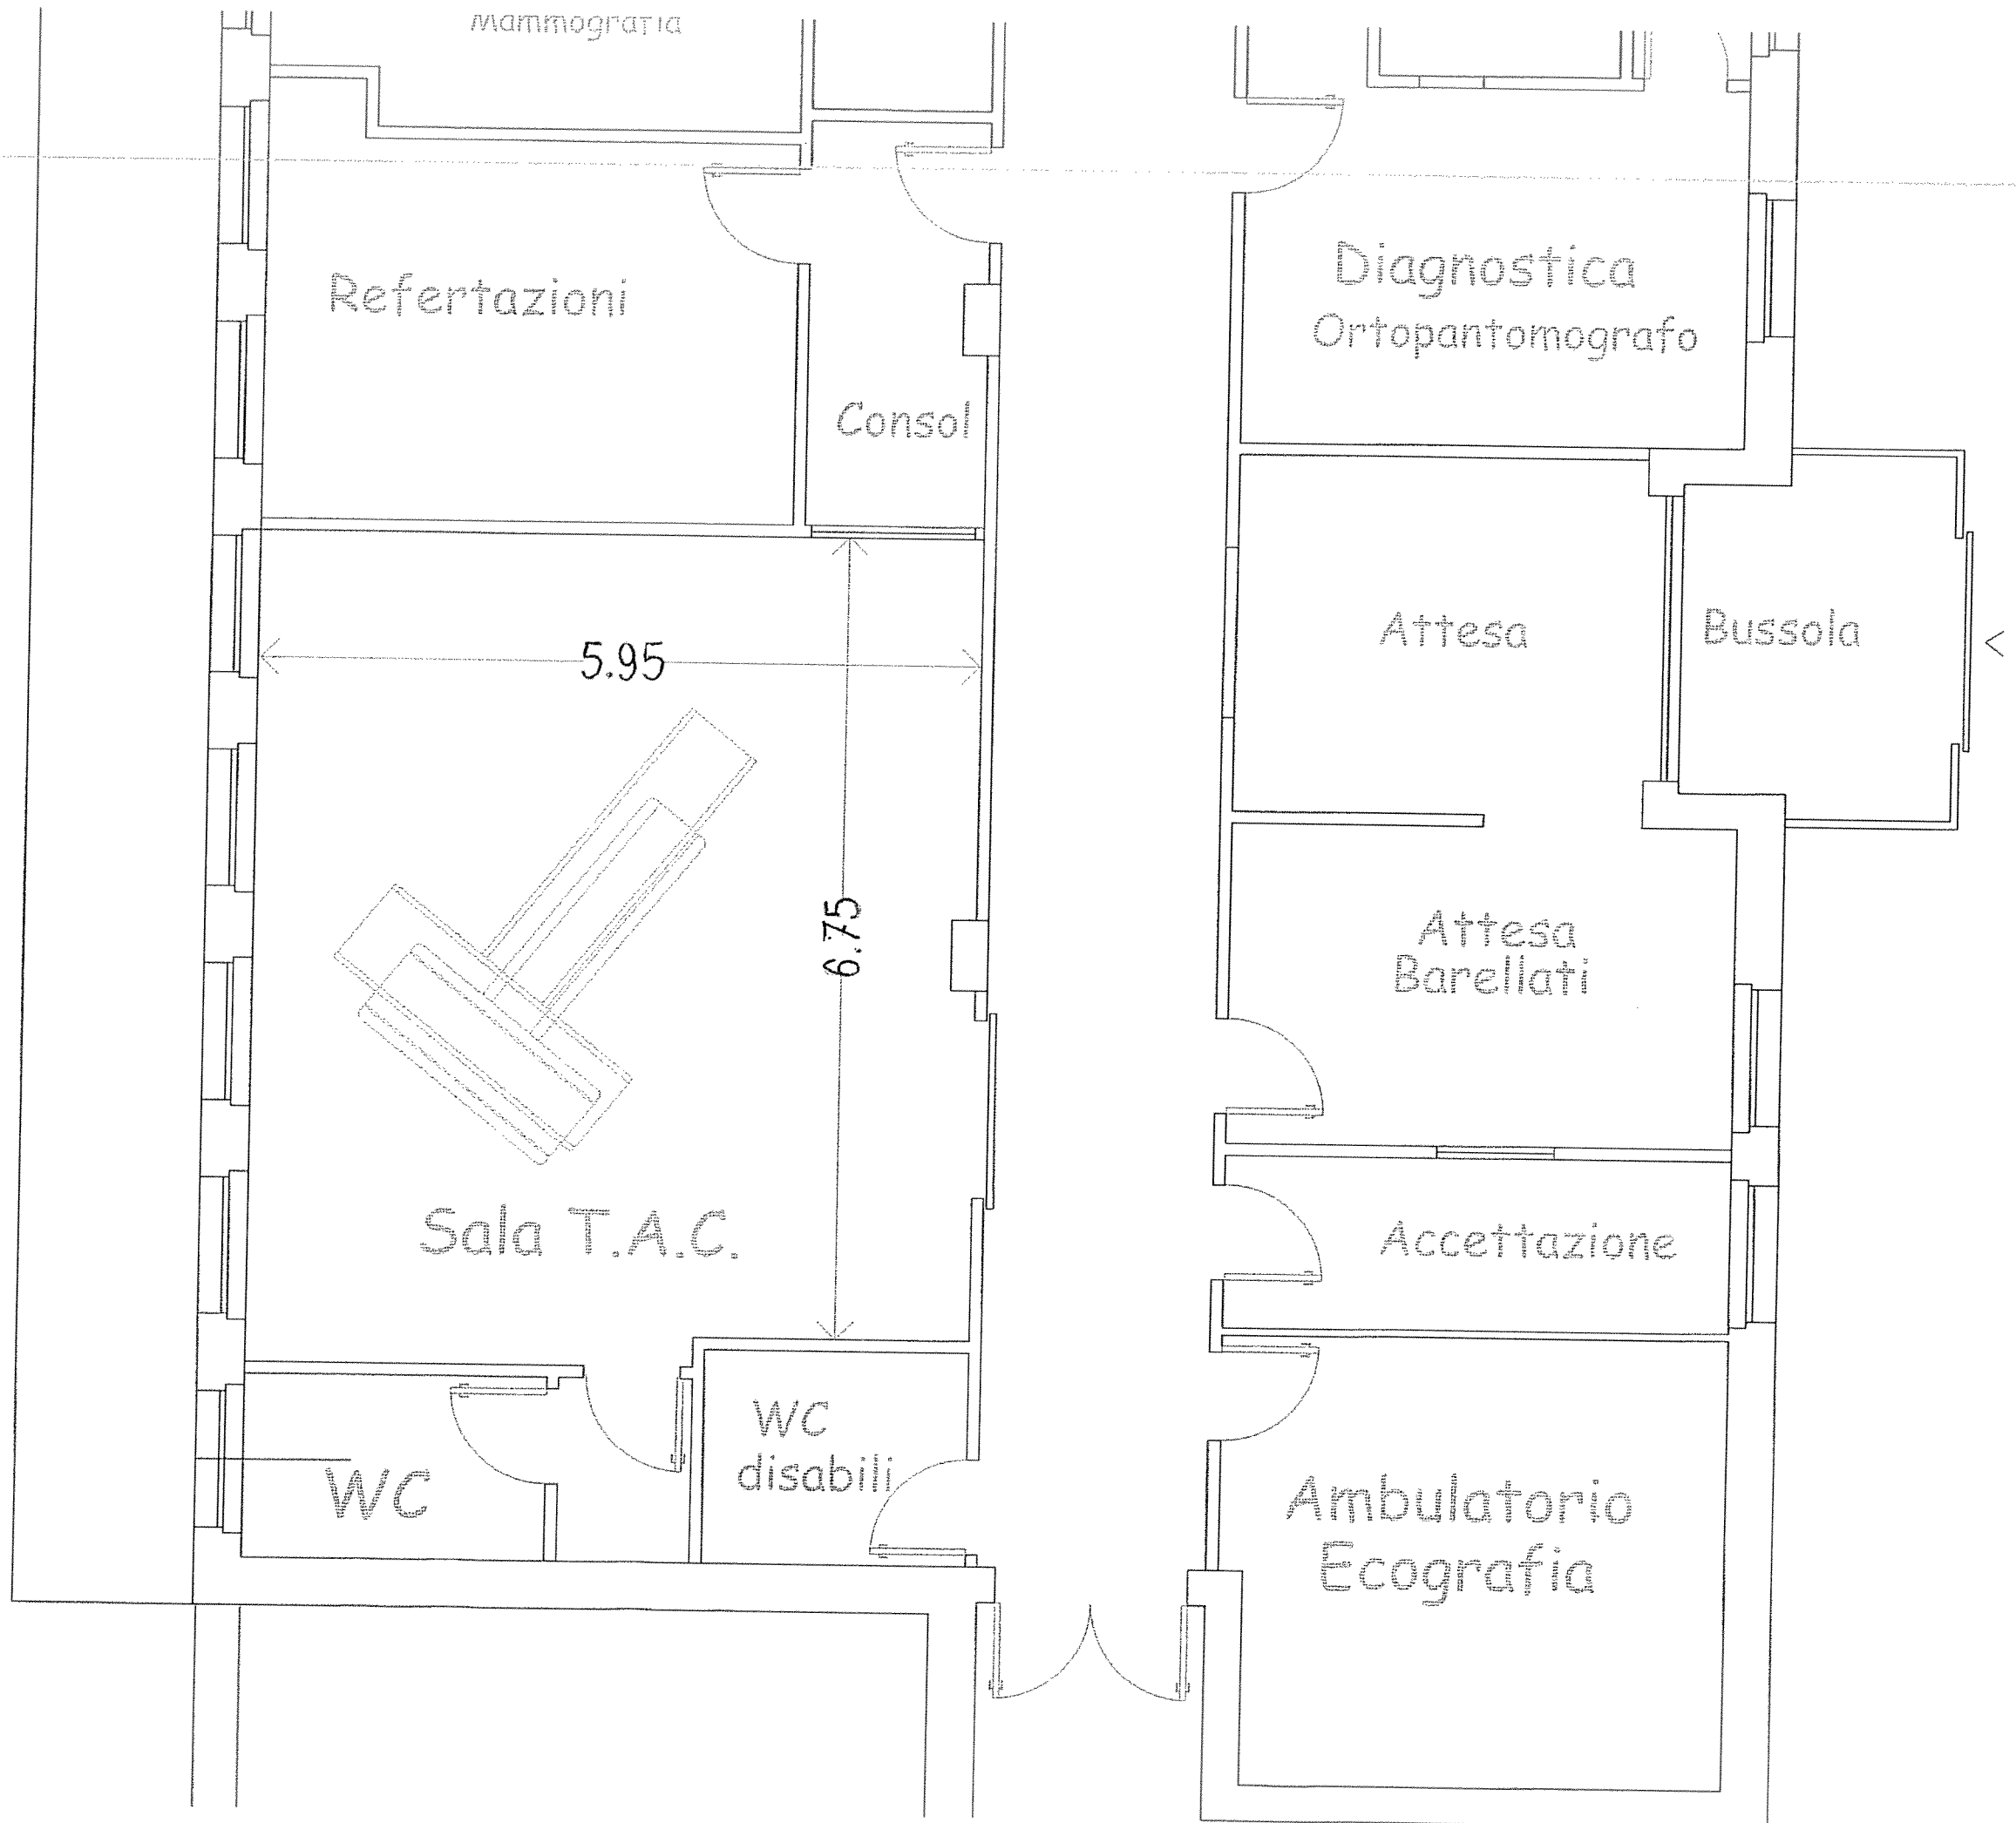 Mammografia
Refertazioni
Diagnostica
Ortopantomografo
Consol
5.95
Attesa
Bussola
6.75
Attesa
Barellati
Sala T.A.C.
Accettazione
WC
WC
disabili
Ambulatorio
Ecografia